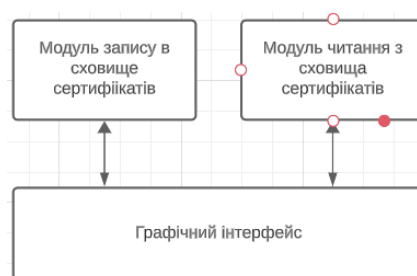 Модуль запису в
сховище
сертифіікатів
Модуль читання з
сховища
сертифіікатів
Графічний інтерфейс